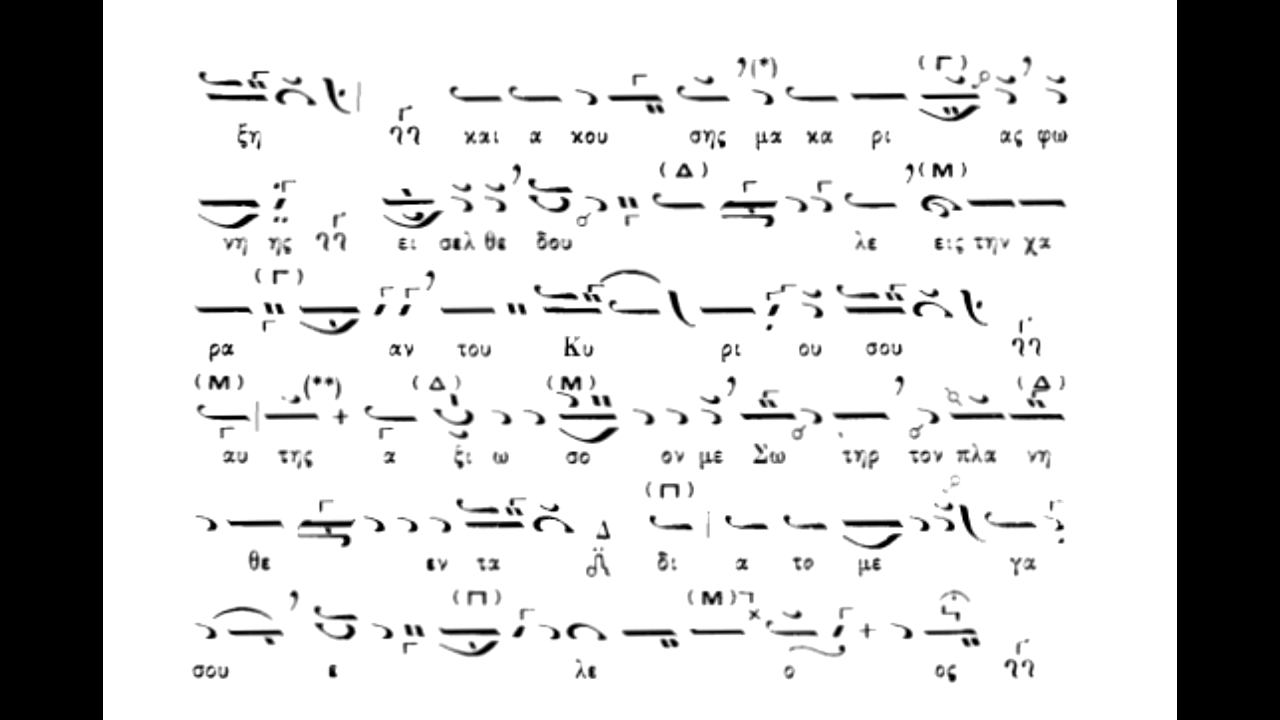 (*) (Γ)
ξη και α κου σης μα κα ρι ας φω
(Δ) (Μ)
νη ης ει σελ θε δου λε εις την χα
(Γ)
ρα αν του Κυ ρι ου σου
(Μ) (**) (Δ) (Μ) (Δ)
αυ της α ξι ω σο ον με Σω τηρ τον πλα νη
(Π)
θε εν τα Δ δι α το με γα
(Π) (Μ)
σου ε λε ο ος